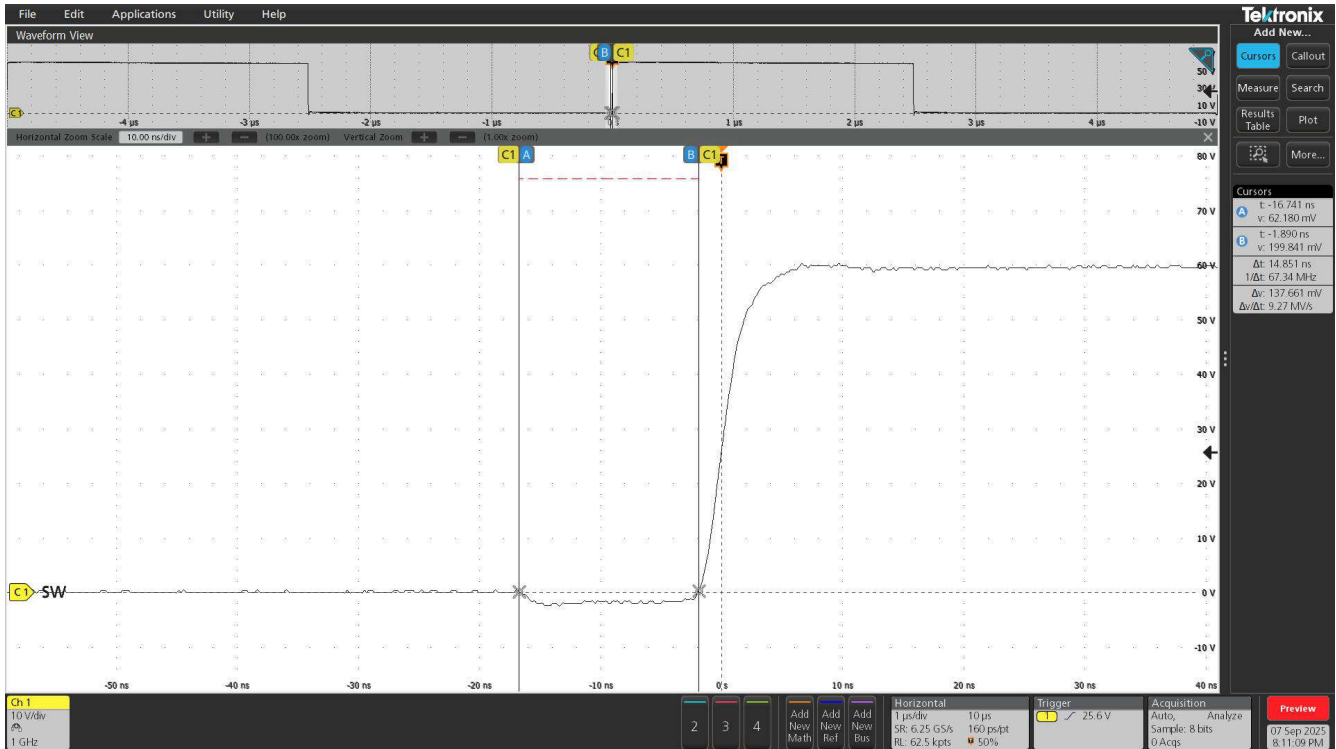 File Edit Applications Utility Help
Tektronix
Add New...
Waveform View
B C1
Cursors Callout
50 V
Measure Search
10 V
C1
-4 µs -3 µs -2 µs -1 µs 1 µs 2 µs 3 µs 4 µs -10 V
Results Table Plot
Horizontal Zoom Scale 10.00 ns/div + - (100.00x zoom) Vertical Zoom + - (1.00x zoom)
More...
C1 A B C1
80 V
Cursors
A t: -16.741 ns
v: 62.180 mV
70 V
B t: -1.890 ns
v: 199.841 mV
Δt: 14.851 ns
60 V
1/Δt: 67.34 MHz
Δv: 137.661 mV
Δv/Δt: 9.27 MV/s
50 V
40 V
30 V
20 V
10 V
C1 SW
0 V
-10 V
-50 ns -40 ns -30 ns -20 ns -10 ns 0 s 10 ns 20 ns 30 ns 40 ns
Ch 1
10 V/div
1 GHz
2 3 4
Add New Math
Add New Ref
Add New Bus
Horizontal
1 µs/div 10 µs
SR: 6.25 GS/s 160 ps/pt
RL: 62.5 kpts 50%
Trigger
1 25.6 V
Acquisition
Auto, Analyze
Sample: 8 bits
0 Acqs
Preview
07 Sep 2025
8:11:09 PM